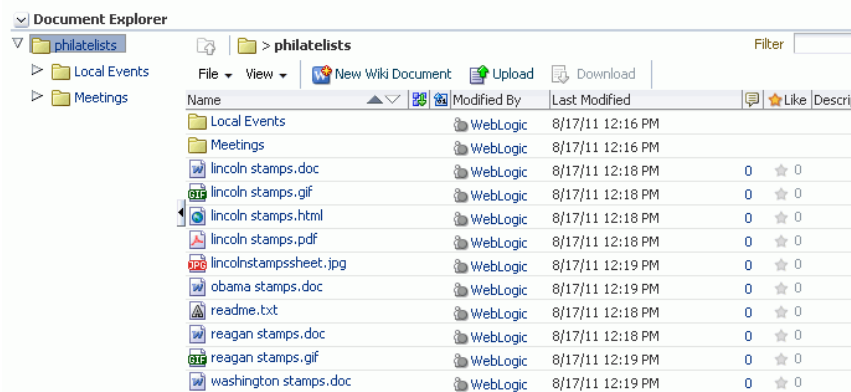 Document Explorer
philatelists
Local Events
Meetings
> philatelists
Filter
File View New Wiki Document Upload Download
Name Modified By Last Modified Like Descri
Local Events WebLogic 8/17/11 12:16 PM
Meetings WebLogic 8/17/11 12:16 PM
lincoln stamps.doc WebLogic 8/17/11 12:18 PM 0 0
GIF lincoln stamps.gif WebLogic 8/17/11 12:18 PM 0 0
lincoln stamps.html WebLogic 8/17/11 12:18 PM 0 0
lincoln stamps.pdf WebLogic 8/17/11 12:18 PM 0 0
JPG lincolnstampssheet.jpg WebLogic 8/17/11 12:19 PM 0 0
obama stamps.doc WebLogic 8/17/11 12:19 PM 0 0
readme.txt WebLogic 8/17/11 12:18 PM 0 0
reagan stamps.doc WebLogic 8/17/11 12:18 PM 0 0
GIF reagan stamps.gif WebLogic 8/17/11 12:19 PM 0 0
washington stamps.doc WebLogic 8/17/11 12:19 PM 0 0